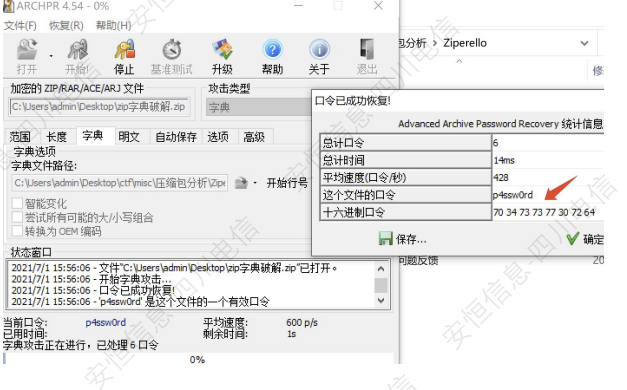 ARCHPR 4.54 - 0%
文件(F) 恢复(R) 帮助(H)
打开 开始! 停止 基准测试 升级 帮助 关于 退出
加密的 ZIP/RAR/ACE/ARJ 文件 攻击类型
C:\Users\admin\Desktop\zip字典破解.zip 字典
范围 长度 字典 明文 自动保存 选项 高级
字典选项
字典文件路径:
C:\Users\admin\Desktop\ctf\misc\压缩包分析\Zipe 开始行号
智能变化
尝试所有可能的大/小写组合
转换为 OEM 编码
状态窗口
2021/7/1 15:56:06 - 文件"C:\Users\admin\Desktop\zip字典破解.zip"已打开。
2021/7/1 15:56:06 - 开始字典攻击...
2021/7/1 15:56:06 - 口令已成功恢复!
2021/7/1 15:56:06 - 'p4ssw0rd' 是这个文件的一个有效口令
当前口令: p4ssw0rd 平均速度: 600 p/s
已用时间: 剩余时间: 1s
字典攻击正在进行，已处理 6 口令
0%
包分析 › Ziperello
修
口令已成功恢复!
Advanced Archive Password Recovery 统计信息
总计口令 6
总计时间 14ms
平均速度(口令/秒) 428
这个文件的口令 p4ssw0rd
十六进制口令 70 34 73 73 77 30 72 64
保存... 确定
问题反馈 20
安恒信息-四川电信